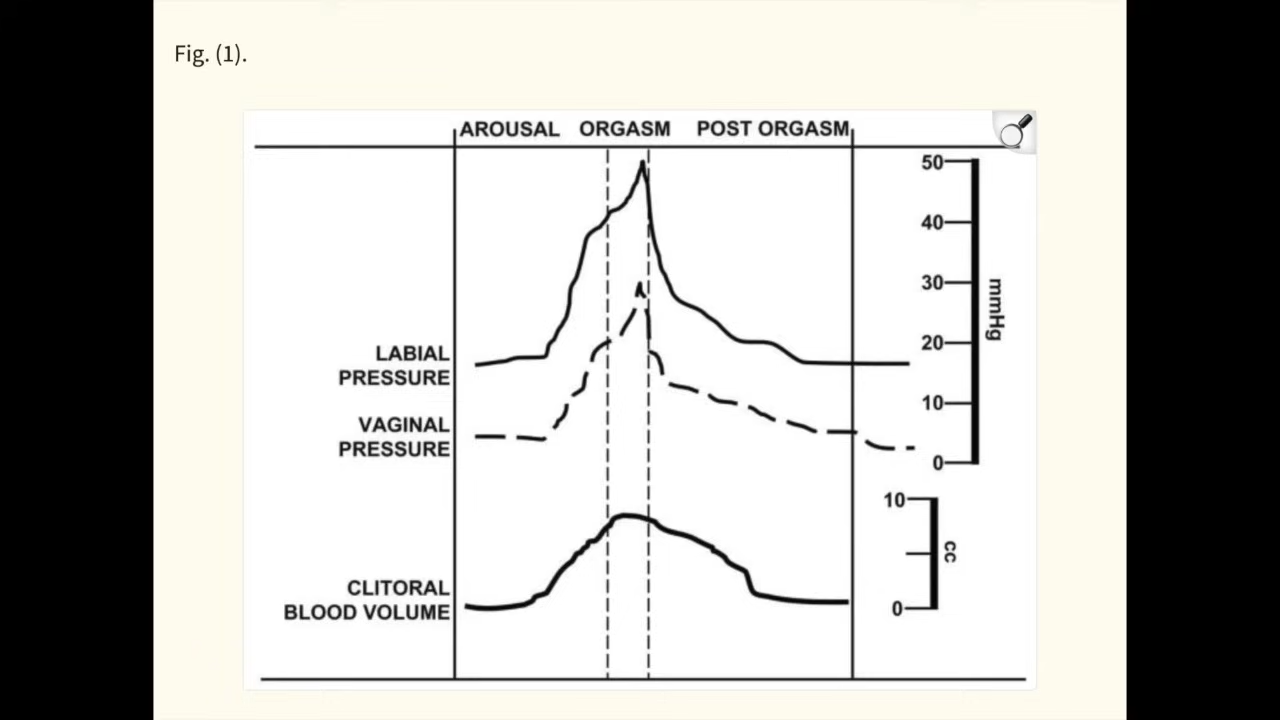 Fig. (1).
AROUSAL ORGASM POST ORGASM
50
40
30
20
10
0
mmHg
LABIAL
PRESSURE
VAGINAL
PRESSURE
10
cc
0
CLITORAL
BLOOD VOLUME